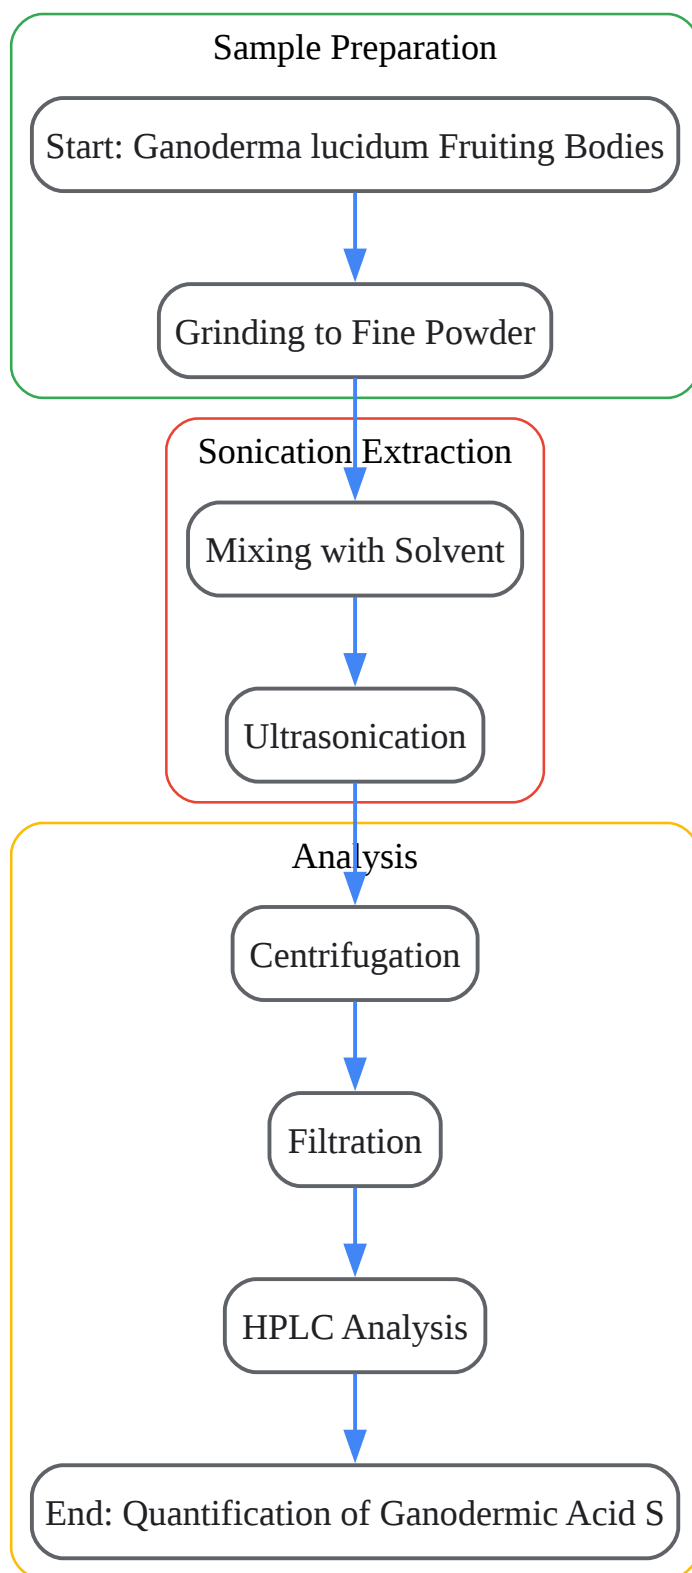 Sample Preparation
Start: Ganoderma lucidum Fruiting Bodies
Grinding to Fine Powder
Sonication Extraction
Mixing with Solvent
Ultrasonication
Analysis
Centrifugation
Filtration
HPLC Analysis
End: Quantification of Ganodermic Acid S